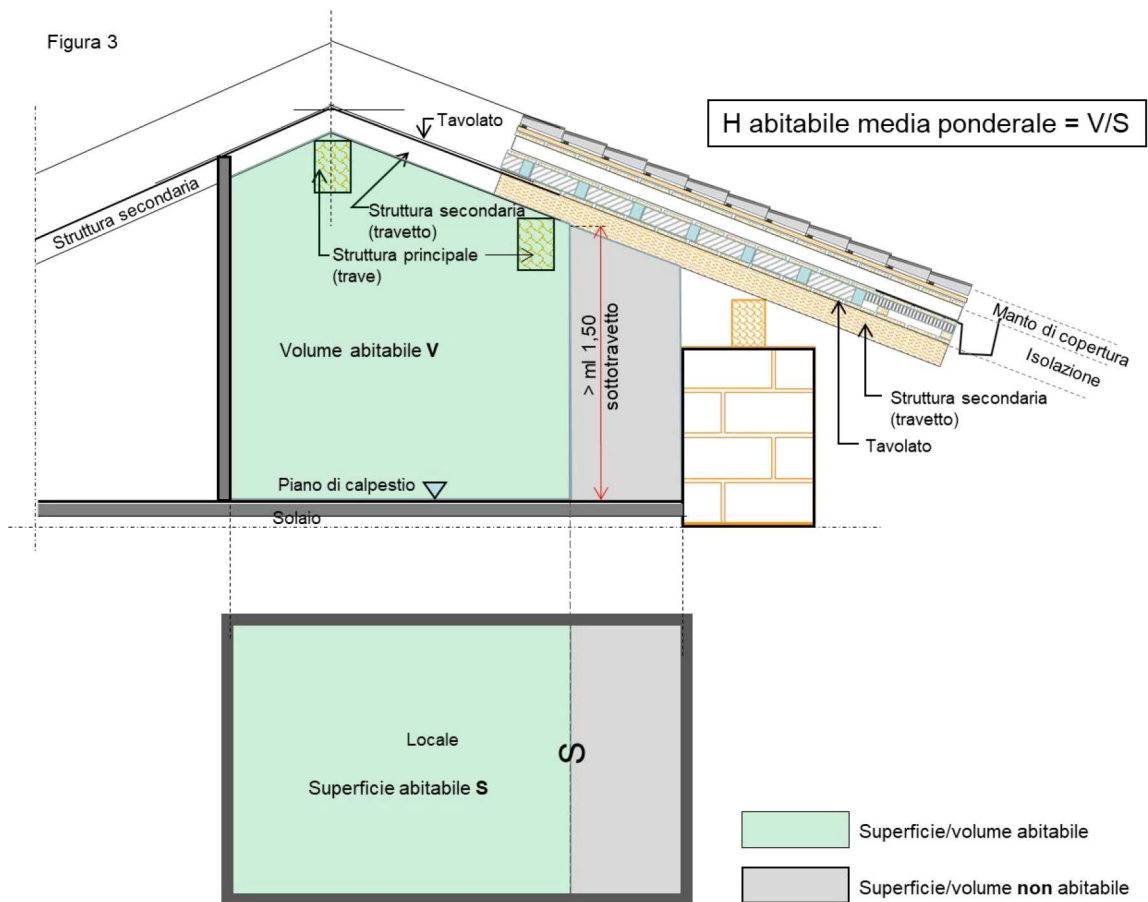 Figura 3
H abitabile media ponderale = V/S
Tavolato
Struttura secondaria
Struttura secondaria
(travetto)
Struttura principale
(trave)
Volume abitabile V
> ml 1,50
sottotravetto
Manto di copertura
Isolazione
Struttura secondaria
(travetto)
Tavolato
Piano di calpestio
Solaio
Locale
S
Superficie abitabile S
Superficie/volume abitabile
Superficie/volume non abitabile